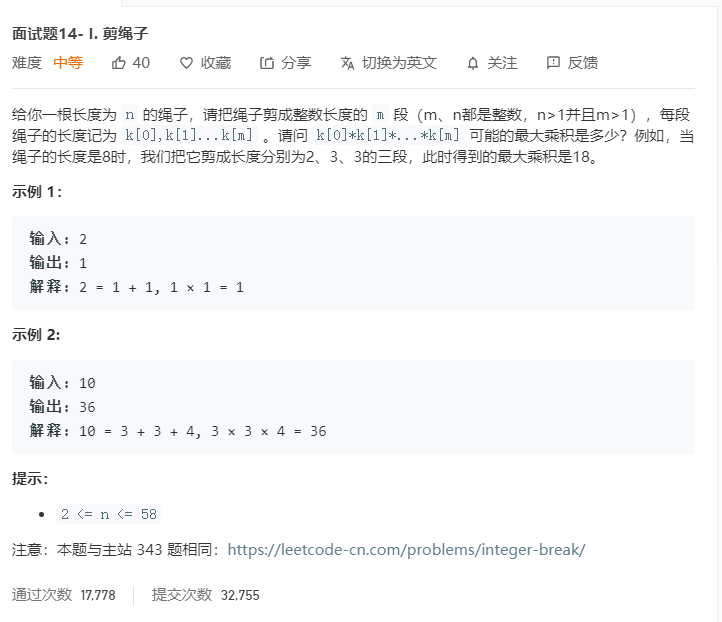 面试题14- I. 剪绳子
难度 中等 40 收藏 分享 切换为英文 关注 反馈
给你一根长度为 n 的绳子，请把绳子剪成整数长度的 m 段（m、n都是整数，n>1并且m>1），每段
绳子的长度记为 k[0],k[1]...k[m] 。请问 k[0]*k[1]*...*k[m] 可能的最大乘积是多少？例如，当
绳子的长度是8时，我们把它剪成长度分别为2、3、3的三段，此时得到的最大乘积是18。
示例 1：
输入: 2
输出: 1
解释: 2 = 1 + 1, 1 × 1 = 1
示例 2:
输入: 10
输出: 36
解释: 10 = 3 + 3 + 4, 3 × 3 × 4 = 36
提示：
• 2 <= n <= 58
注意：本题与主站 343 题相同：https://leetcode-cn.com/problems/integer-break/
通过次数 17,778 提交次数 32,755